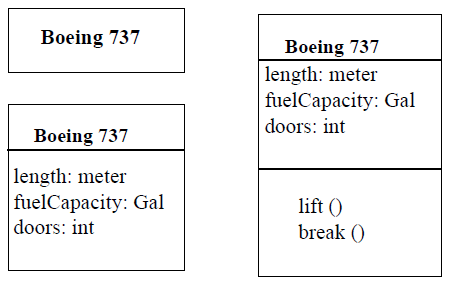 Boeing 737
Boeing 737
length: meter
fuelCapacity: Gal
doors: int
Boeing 737
length: meter
fuelCapacity: Gal
doors: int
lift ()
break ()